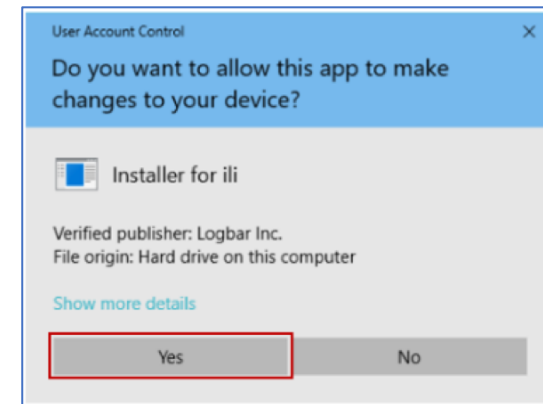 User Account Control
Do you want to allow this app to make
changes to your device?
Installer for ili
Verified publisher: Logbar Inc.
File origin: Hard drive on this computer
Show more details
Yes No